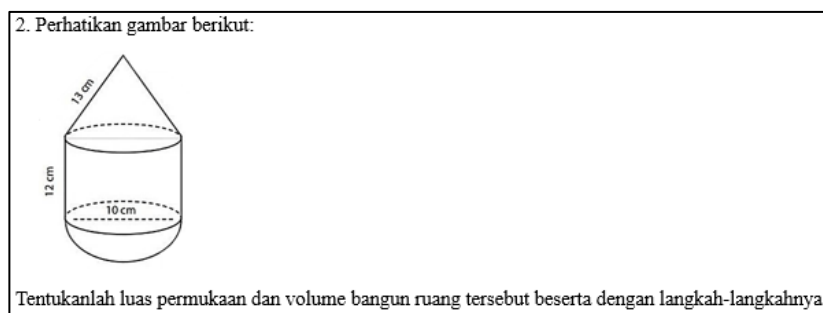 2. Perhatikan gambar berikut:
13 cm
12 cm
10 cm
Tentukanlah luas permukaan dan volume bangun ruang tersebut beserta dengan langkah-langkahnya